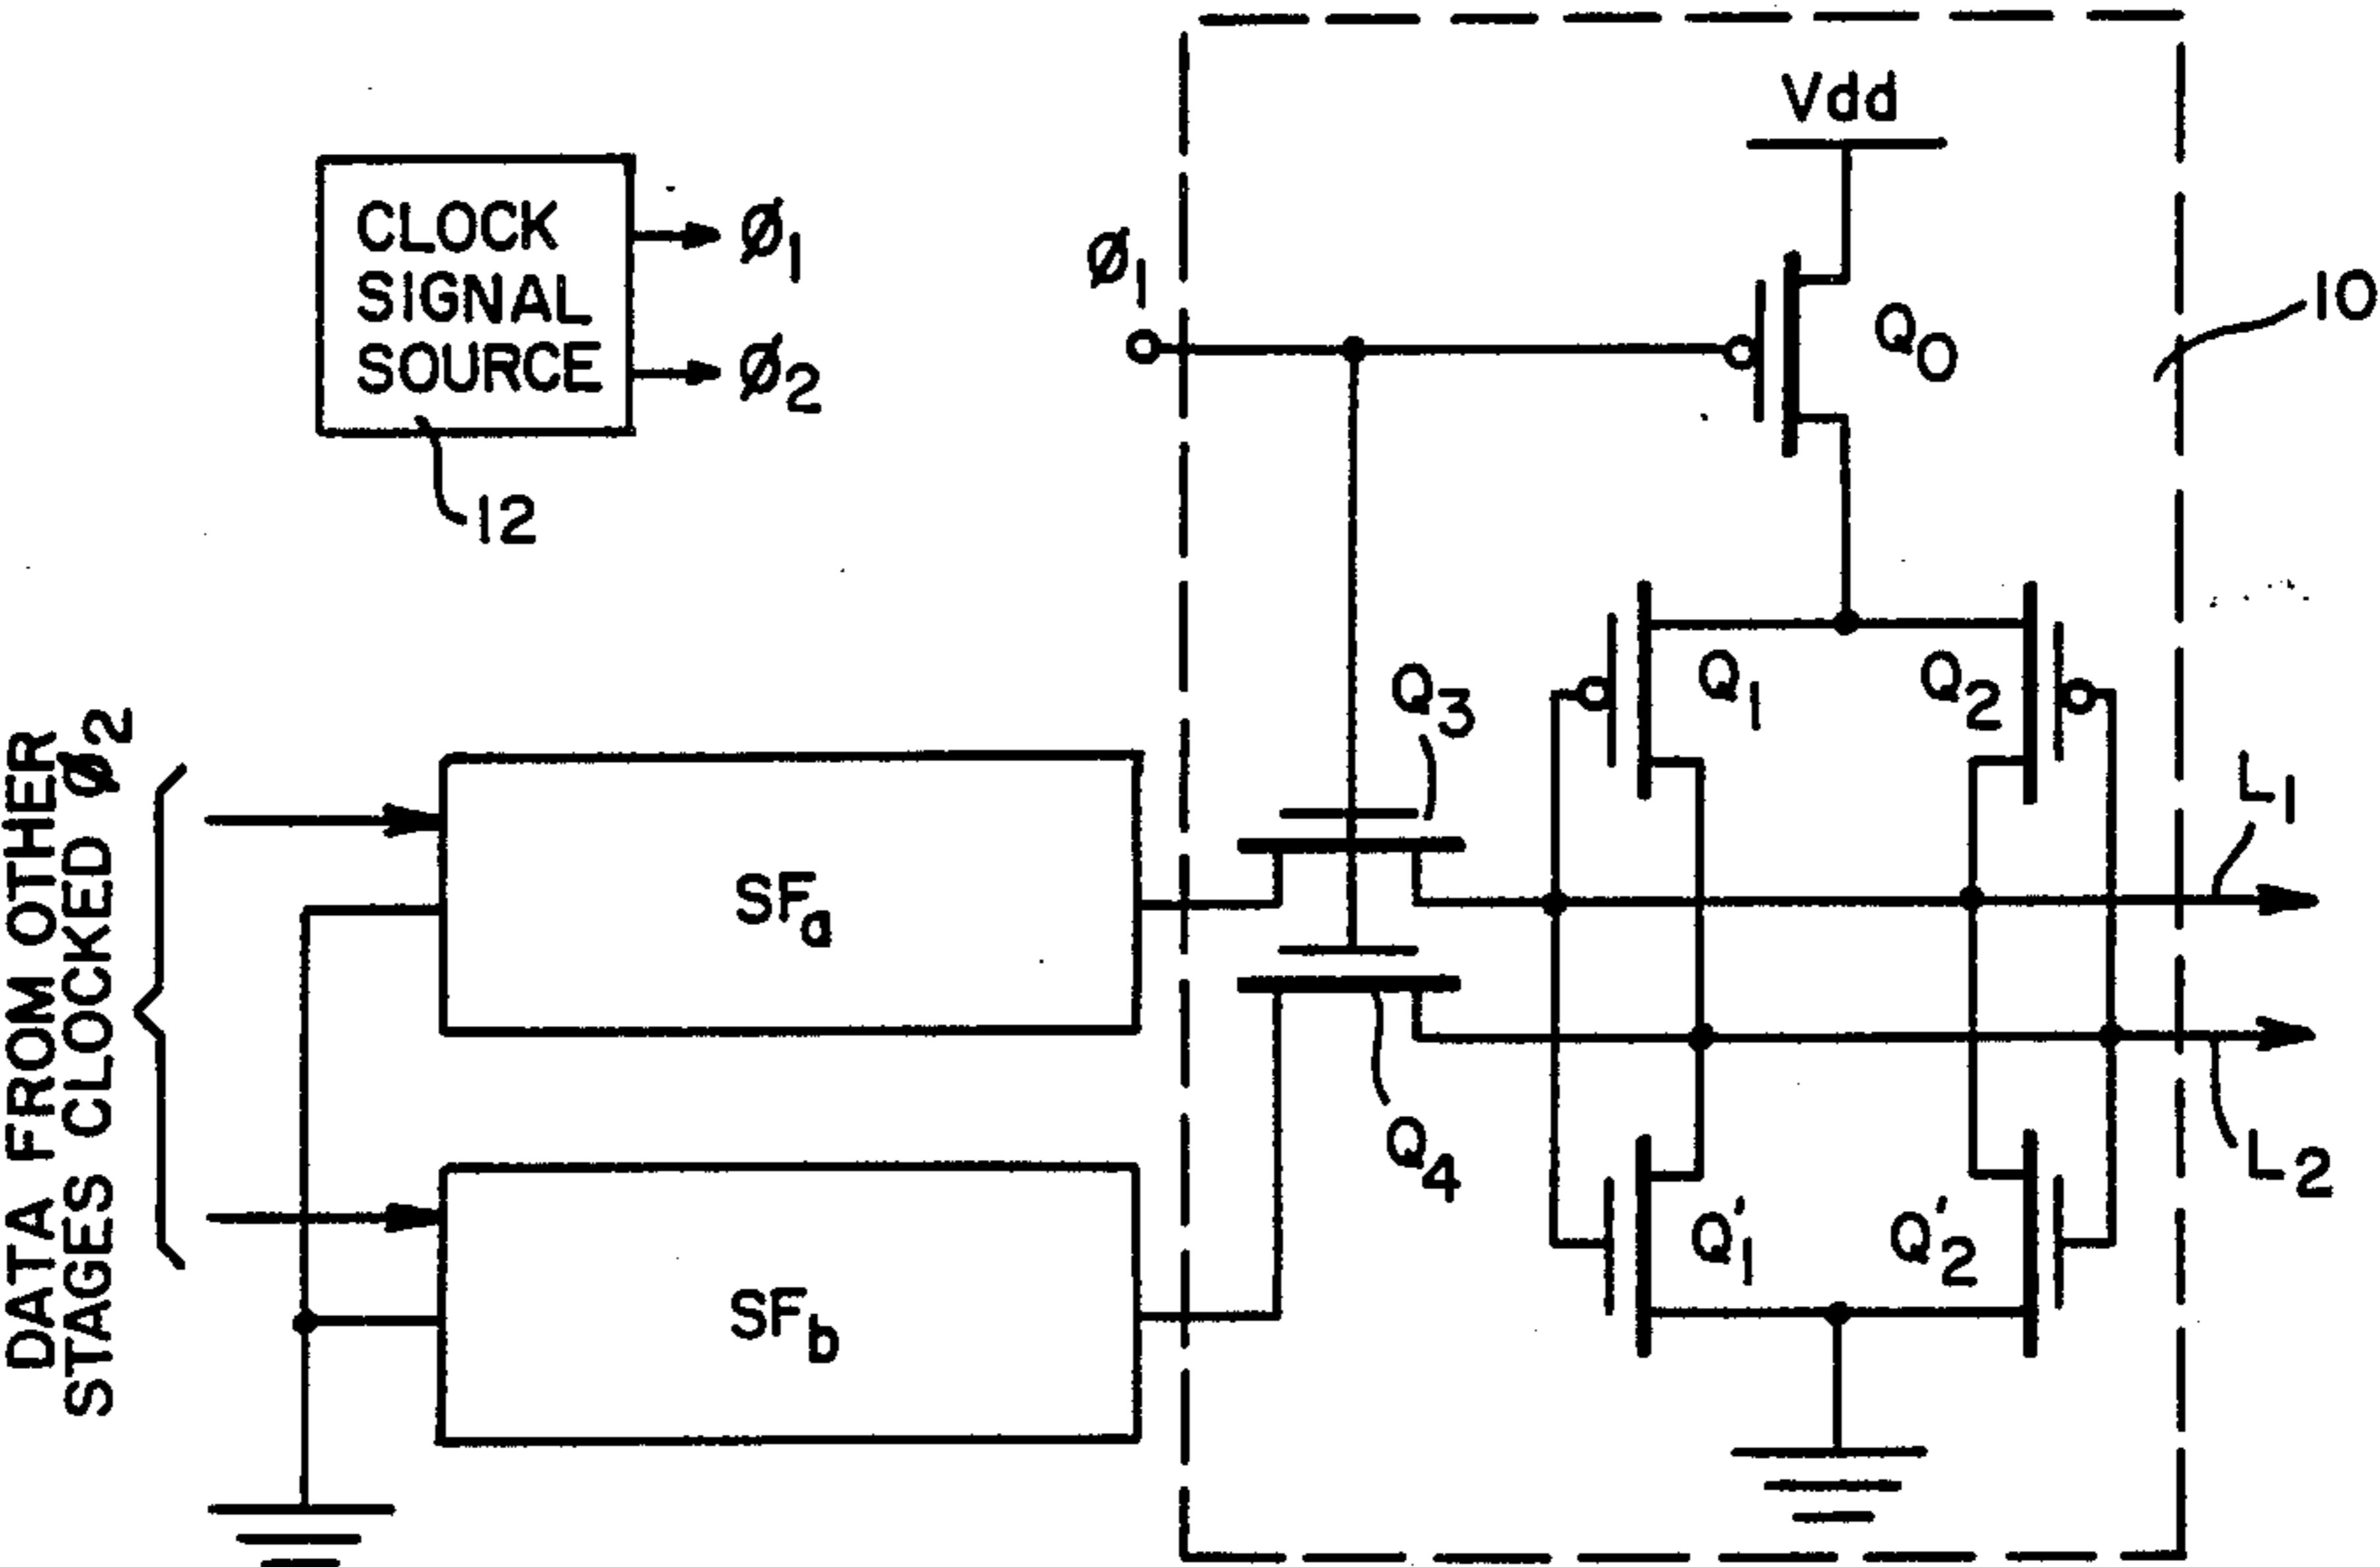 Vdd
CLOCK
SIGNAL
SOURCE
Ø1
Ø2
12
Ø1
Q0
10
Q1
Q2
Q3
L1
DATA FROM OTHER
STAGES CLOCKED Ø2
SFa
Q4
L2
Q'1
Q'2
SFb